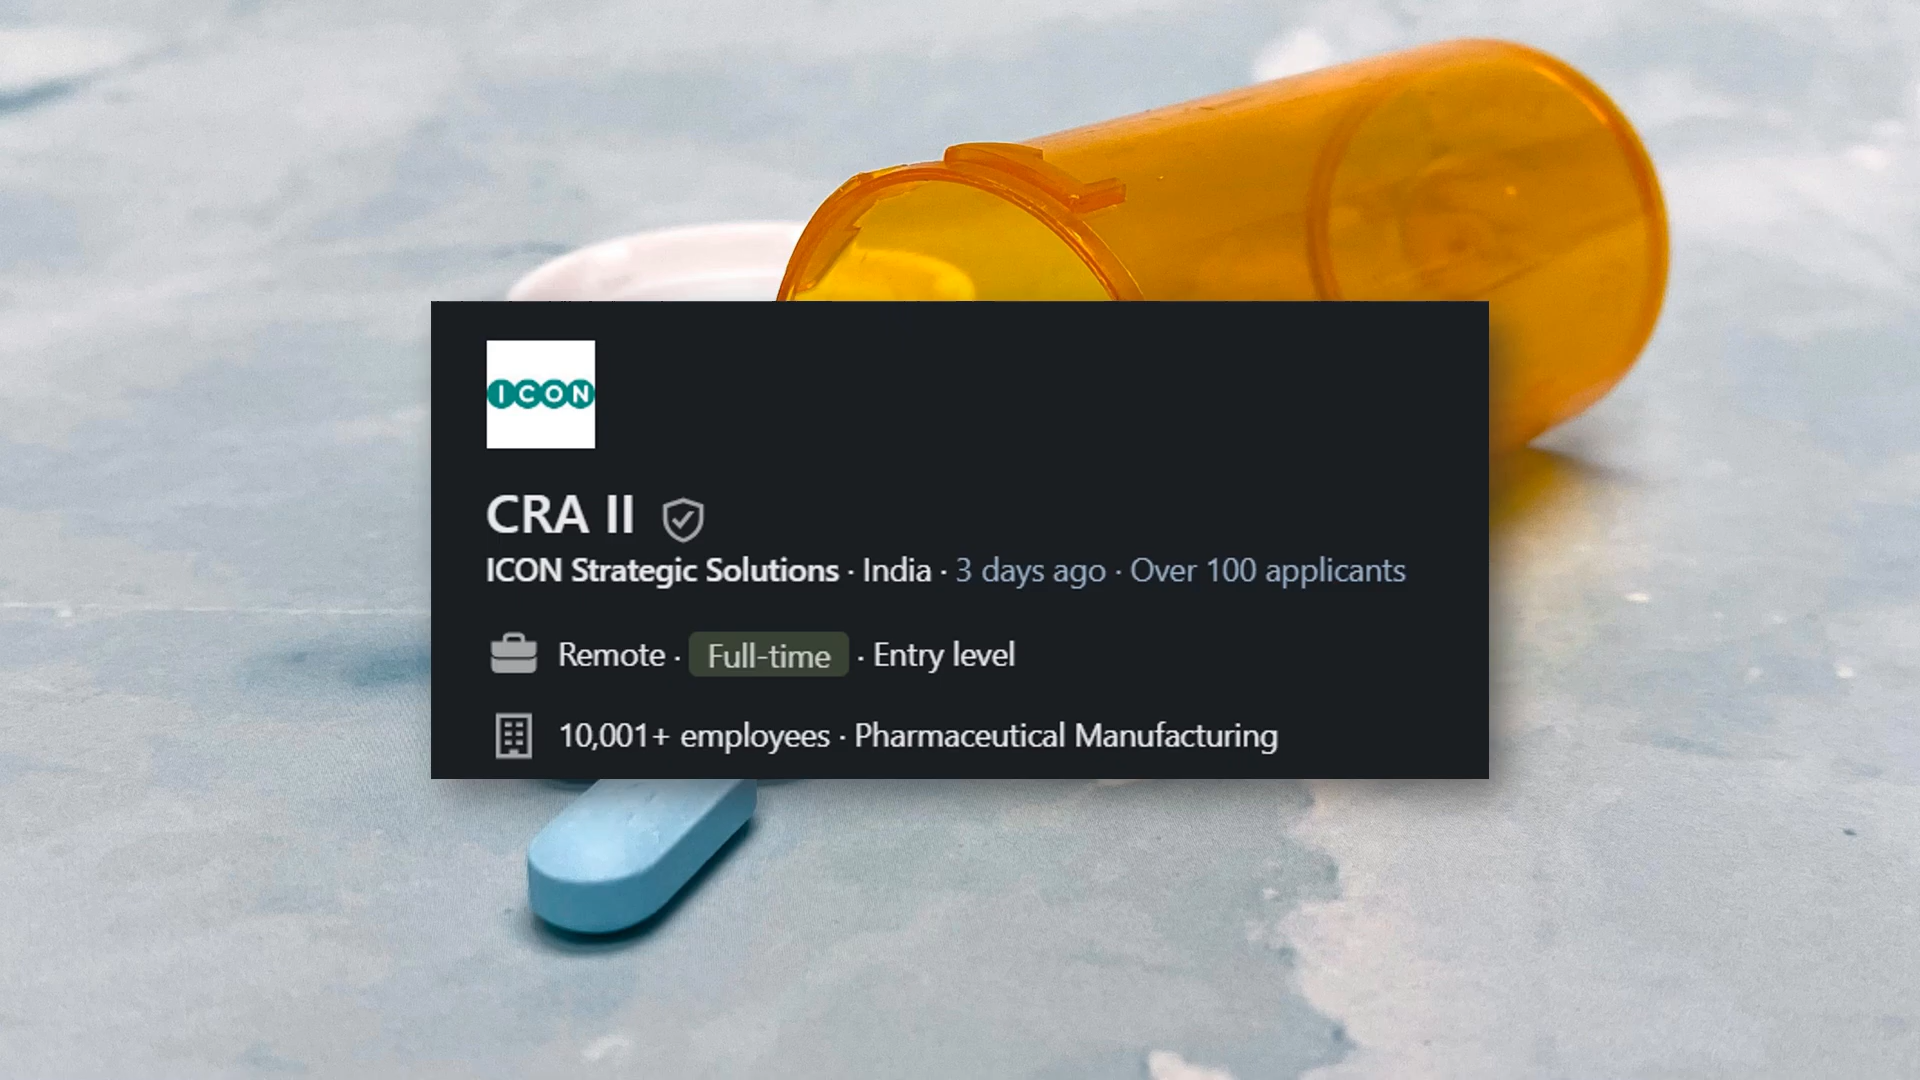 ICON
CRA II
ICON Strategic Solutions · India · 3 days ago · Over 100 applicants
Remote · Full-time · Entry level
10,001+ employees · Pharmaceutical Manufacturing